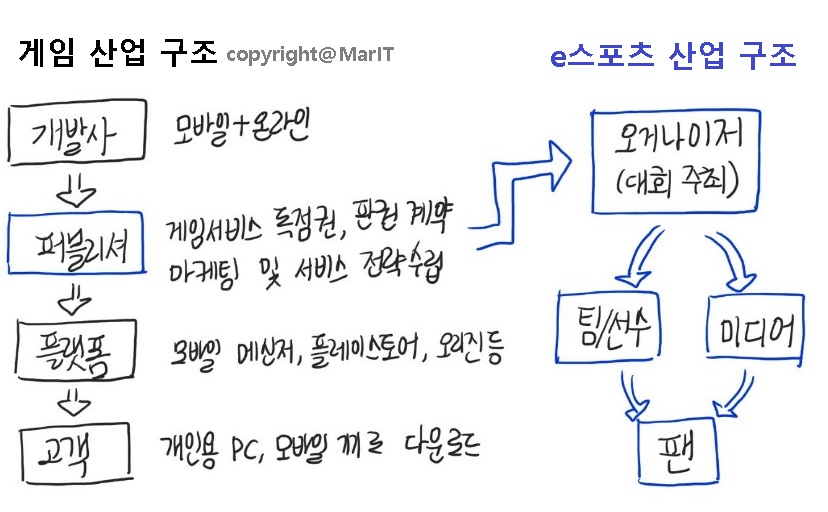 게임 산업 구조 copyright@MarIT
개발사 모바일+온라인
퍼블리셔 게임서비스 독점권, 판권 계약
마케팅 및 서비스 전략수립
플랫폼 모바일 메신저, 플레이스토어, 오리진 등
고객 개인용 PC, 모바일 기기로 다운로드
e스포츠 산업 구조
오거나이저
(대회 주최)
팀/선수 미디어
팬